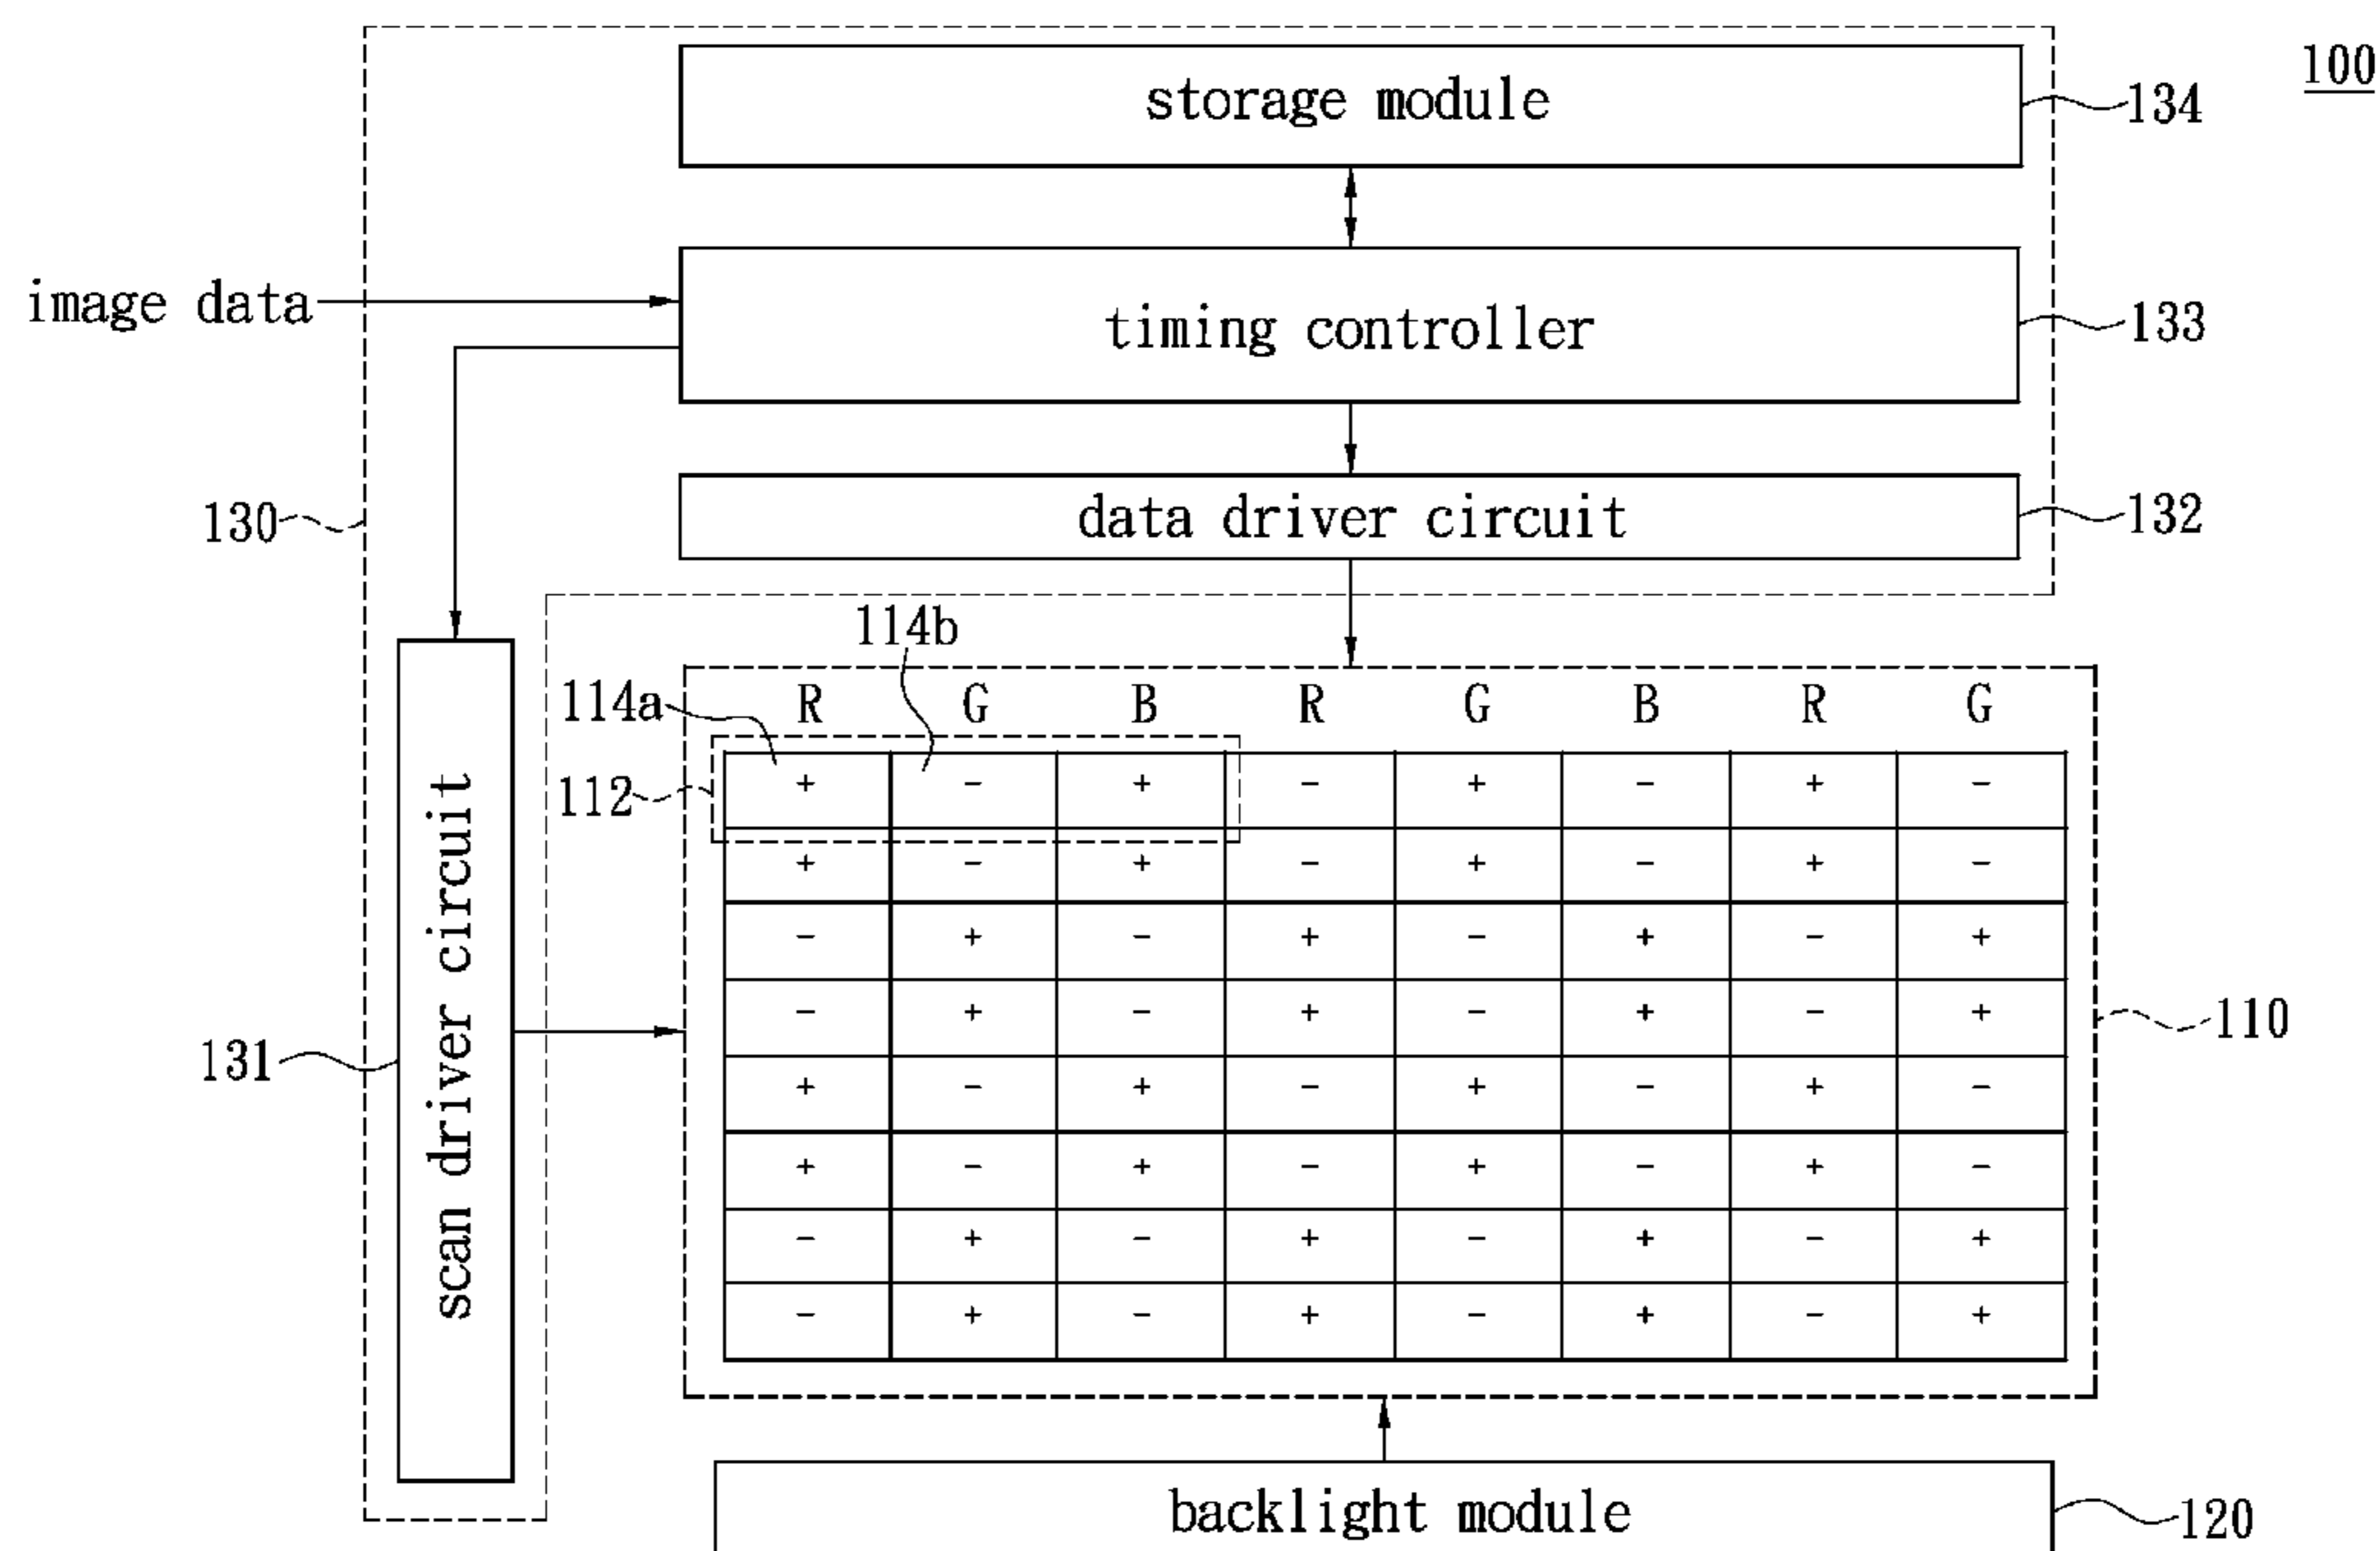 100
storage module
134
image data
timing controller
133
130
data driver circuit
132
114b
114a
R G B R G B R G
112
+ - + - + - + -
+ - + - + - + -
- + - + - + - +
- + - + - + - +
+ - + - + - + -
+ - + - + - + -
- + - + - + - +
- + - + - + - +
110
131
scan driver circuit
backlight module
120